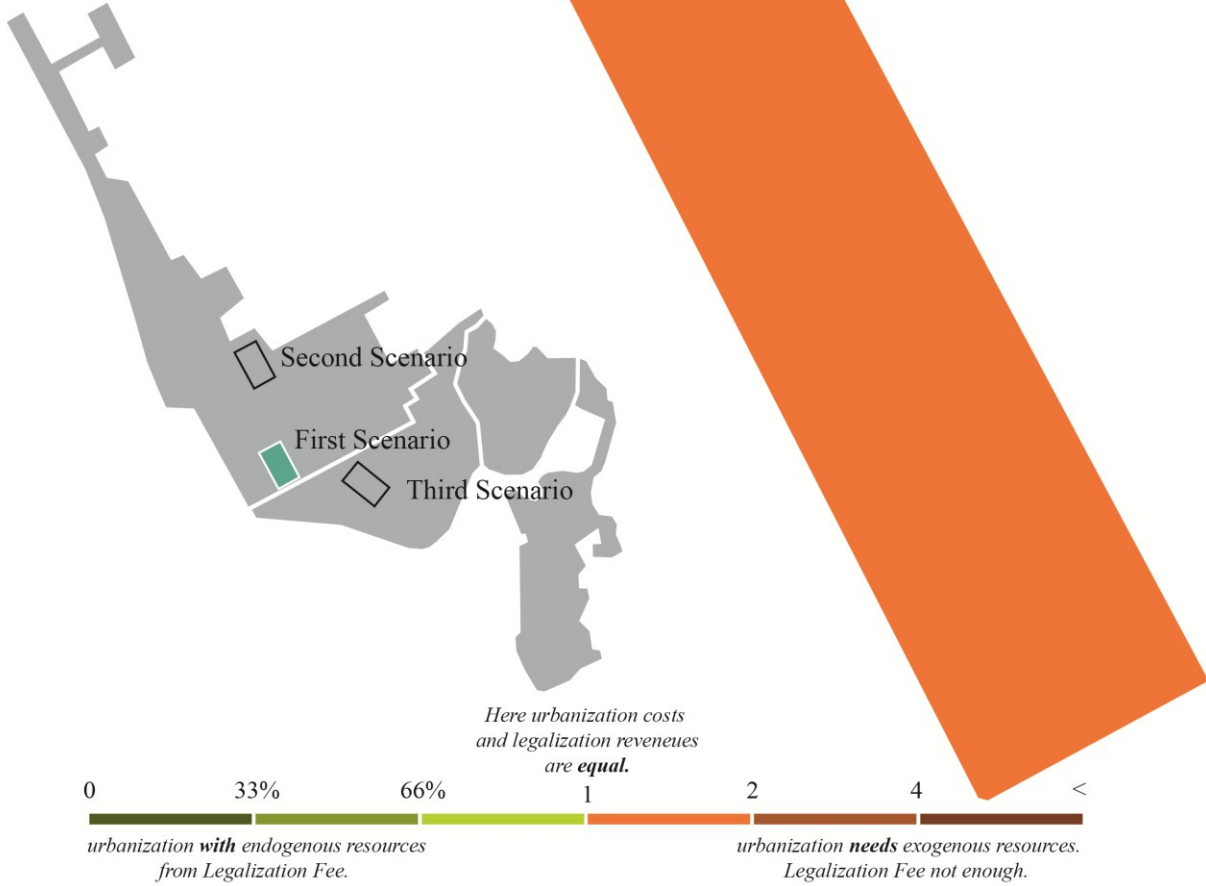 Second Scenario
First Scenario
Third Scenario
Here urbanization costs
and legalization reveneues
are equal.
0 33% 66% 1 2 4 <
urbanization with endogenous resources
from Legalization Fee.
urbanization needs exogenous resources.
Legalization Fee not enough.